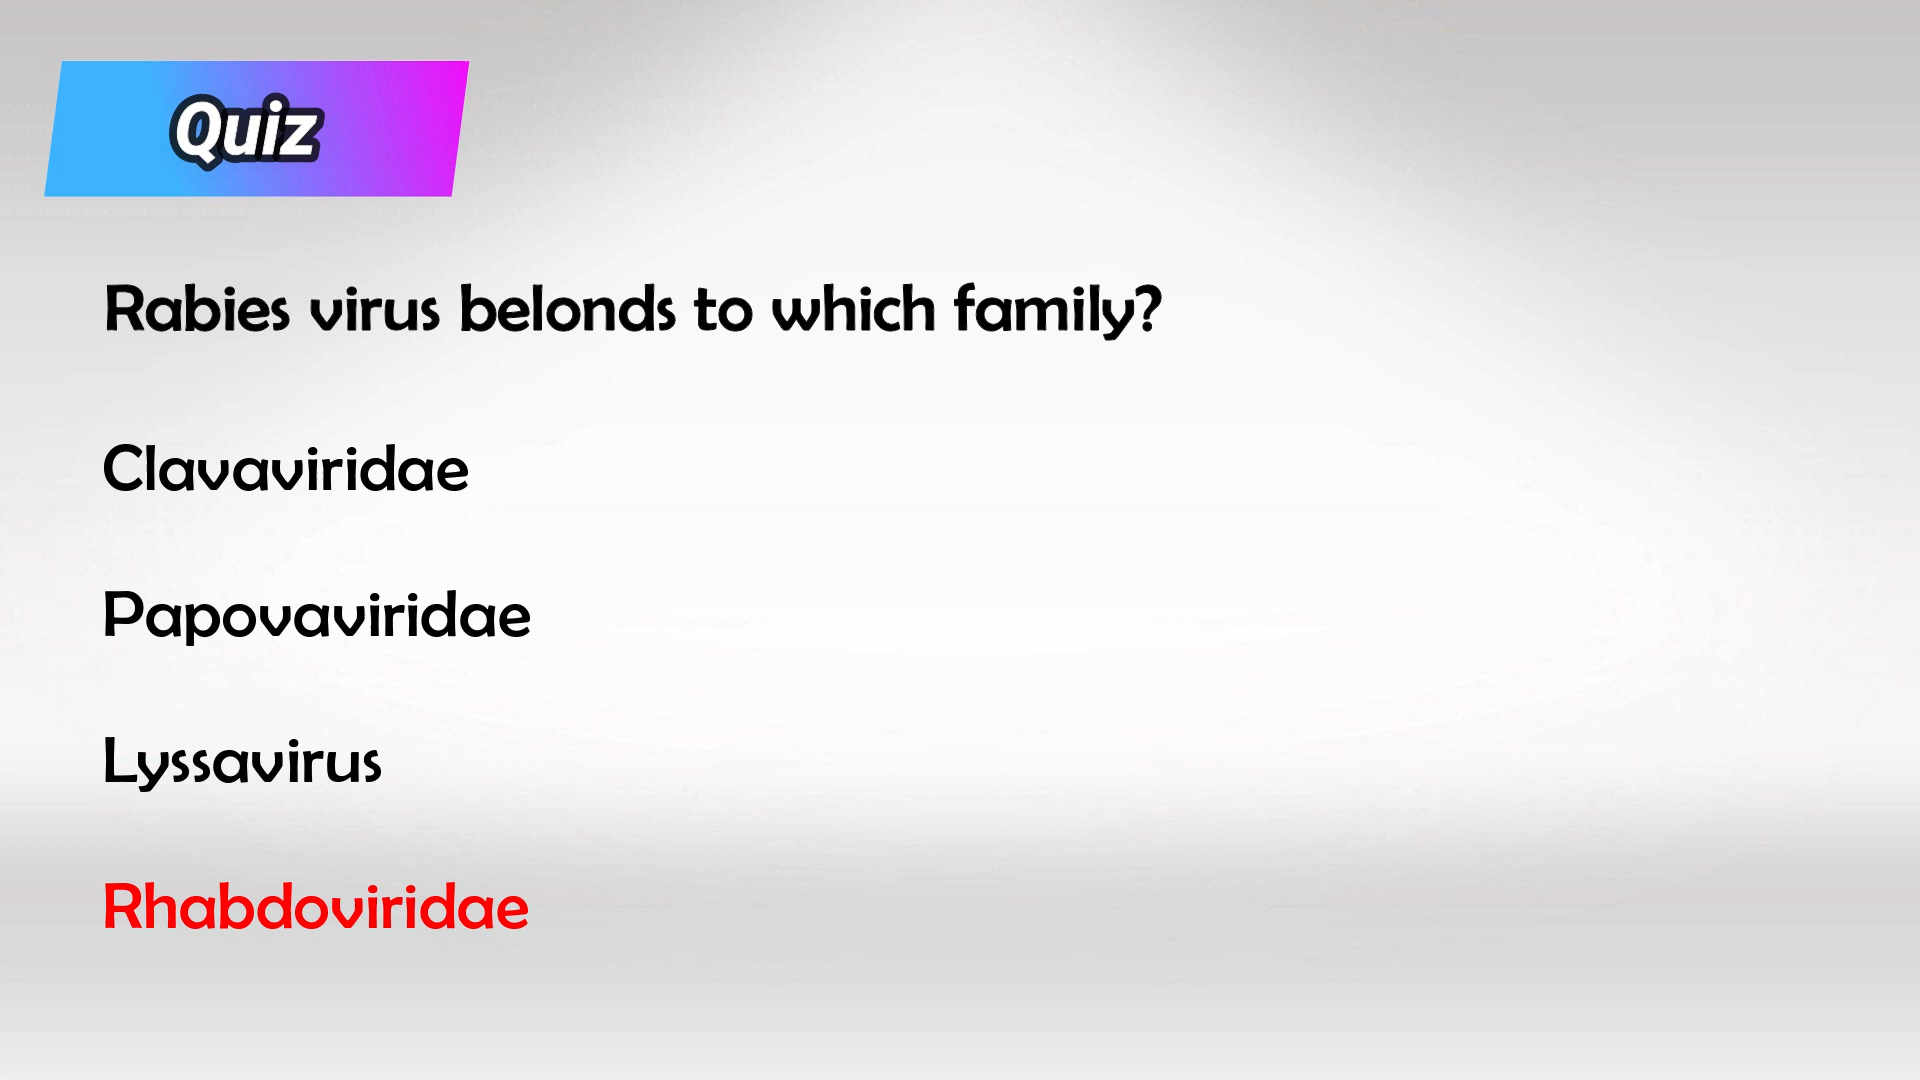 Quiz
Rabies virus belonds to which family?
Clavaviridae
Papovaviridae
Lyssavirus
Rhabdoviridae